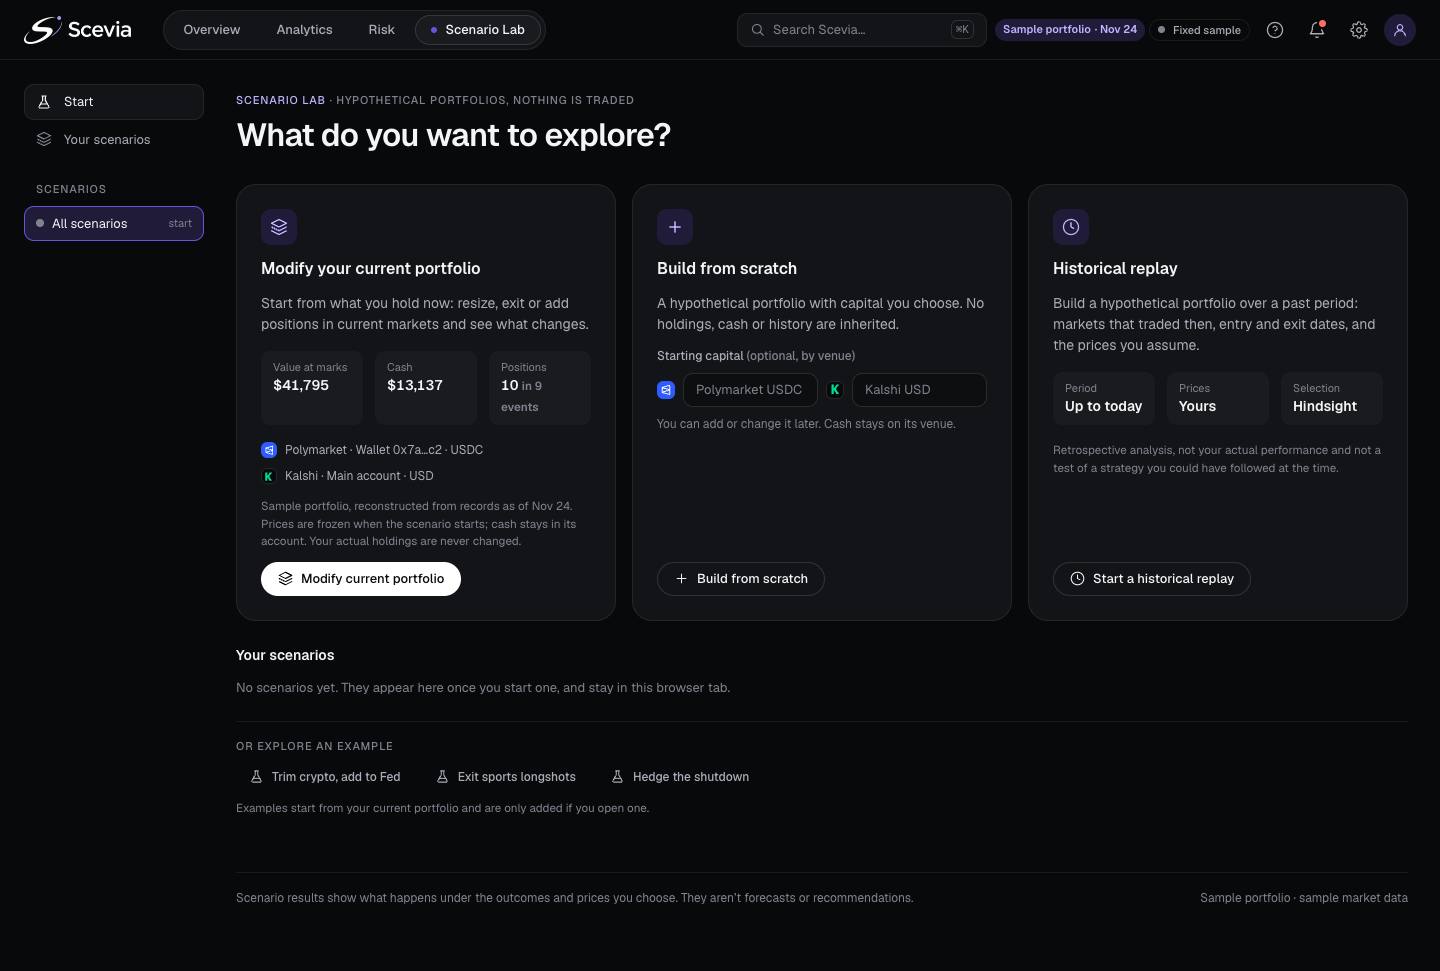 Scevia
Overview
Analytics
Risk
Scenario Lab
Search Scevia...
⌘K
Sample portfolio · Nov 24
Fixed sample
Start
Your scenarios
SCENARIOS
All scenarios
start
SCENARIO LAB · HYPOTHETICAL PORTFOLIOS, NOTHING IS TRADED
What do you want to explore?
Modify your current portfolio
Start from what you hold now: resize, exit or add
positions in current markets and see what changes.
Value at marks
$41,795
Cash
$13,137
Positions
10 in 9
events
Polymarket · Wallet 0x7a...c2 · USDC
K
Kalshi · Main account · USD
Sample portfolio, reconstructed from records as of Nov 24.
Prices are frozen when the scenario starts; cash stays in its
account. Your actual holdings are never changed.
Modify current portfolio
Build from scratch
A hypothetical portfolio with capital you choose. No
holdings, cash or history are inherited.
Starting capital (optional, by venue)
Polymarket USDC
K
Kalshi USD
You can add or change it later. Cash stays on its venue.
Build from scratch
Historical replay
Build a hypothetical portfolio over a past period:
markets that traded then, entry and exit dates, and
the prices you assume.
Period
Up to today
Prices
Yours
Selection
Hindsight
Retrospective analysis, not your actual performance and not a
test of a strategy you could have followed at the time.
Start a historical replay
Your scenarios
No scenarios yet. They appear here once you start one, and stay in this browser tab.
OR EXPLORE AN EXAMPLE
Trim crypto, add to Fed
Exit sports longshots
Hedge the shutdown
Examples start from your current portfolio and are only added if you open one.
Scenario results show what happens under the outcomes and prices you choose. They aren't forecasts or recommendations.
Sample portfolio · sample market data